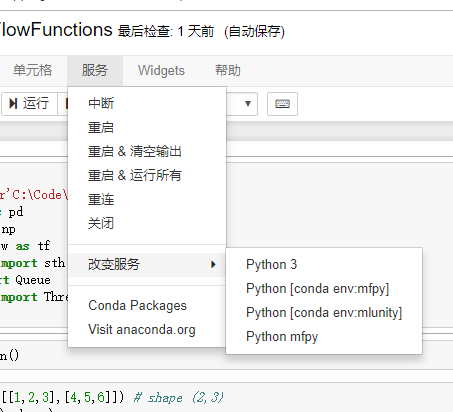 lowFunctions 最后检查: 1 天前 (自动保存)
单元格 服务 Widgets 帮助
运行
中断
重启
重启 & 清空输出
重启 & 运行所有
重连
关闭
改变服务
Conda Packages
Visit anaconda.org
Python 3
Python [conda env:mfpy]
Python [conda env:mlunity]
Python mfpy
r'C:\Code\
pd
np
w as tf
import sth
rt Queue
import Thre
n()
[[1,2,3],[4,5,6]]) # shape (2,3)